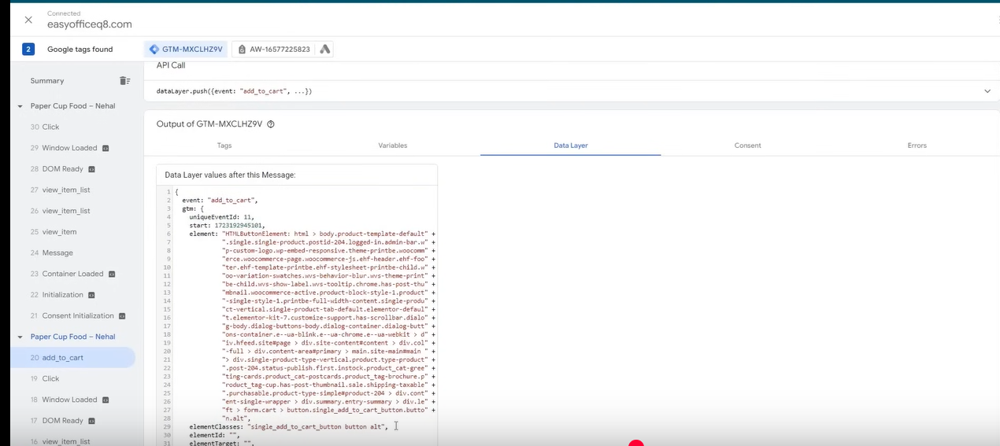 Connected
easyofficeq8.com
2 Google tags found GTM-MXCLHZ9V AW-16577225823
API Call
dataLayer.push({event: "add_to_cart", ...})
Output of GTM-MXCLHZ9V
Tags Variables Data Layer Consent Errors
Summary
Paper Cup Food – Nehal
30 Click
29 Window Loaded
28 DOM Ready
27 view_item_list
26 view_item_list
25 view_item
24 Message
23 Container Loaded
22 Initialization
21 Consent Initialization
Paper Cup Food – Nehal
20 add_to_cart
19 Click
18 Window Loaded
17 DOM Ready
16 view_item_list
Data Layer values after this Message:
1 {
2 event: "add_to_cart",
3 gtm: {
4 uniqueEventId: 11,
5 start: 1723192945101,
6 element: "HTMLButtonElement: html > body.product-template-default" +
7 ".single.single-product.postid-204.logged-in.admin-bar.w" +
8 "p-custom-logo.wp-embed-responsive.theme-printbe.woocomm" +
9 "erce.woocommerce-page.woocommerce-js.ehf-header.ehf-foo" +
10 "ter.ehf-template-printbe.ehf-stylesheet-printbe-child.w" +
11 "oo-variation-swatches.wvs-behavior-blur.wvs-theme-print" +
12 "be-child.wvs-show-label.wvs-tooltip.chrome.has-post-thu" +
13 "mbnail.woocommerce-active.product-block-style-1.product" +
14 "-single-style-1.printbe-full-width-content.single-produ" +
15 "ct-vertical.single-product-tab-default.elementor-defaul" +
16 "t.elementor-kit-7.customize-support.has-scrollbar.dialo" +
17 "g-body.dialog-buttons-body.dialog-container.dialog-butt" +
18 "ons-container.e--ua-blink.e--ua-chrome.e--ua-webkit > d" +
19 "iv.hfeed.site#page > div.site-content#content > div.col" +
20 "-full > div.content-area#primary > main.site-main#main " +
21 "> div.single-product-type-vertical.product.type-product" +
22 ".post-204.status-publish.first.instock.product_cat-gree" +
23 "ting-cards.product_cat-postcards.product_tag-brochure.p" +
24 "roduct_tag-cup.has-post-thumbnail.sale.shipping-taxable" +
25 ".purchasable.product-type-simple#product-204 > div.cont" +
26 "ent-single-wrapper > div.summary.entry-summary > div.le" +
27 "ft > form.cart > button.single_add_to_cart_button.butto" +
28 "n.alt",
29 elementClasses: "single_add_to_cart_button button alt",
30 elementId: "",
31 elementTarget: "",